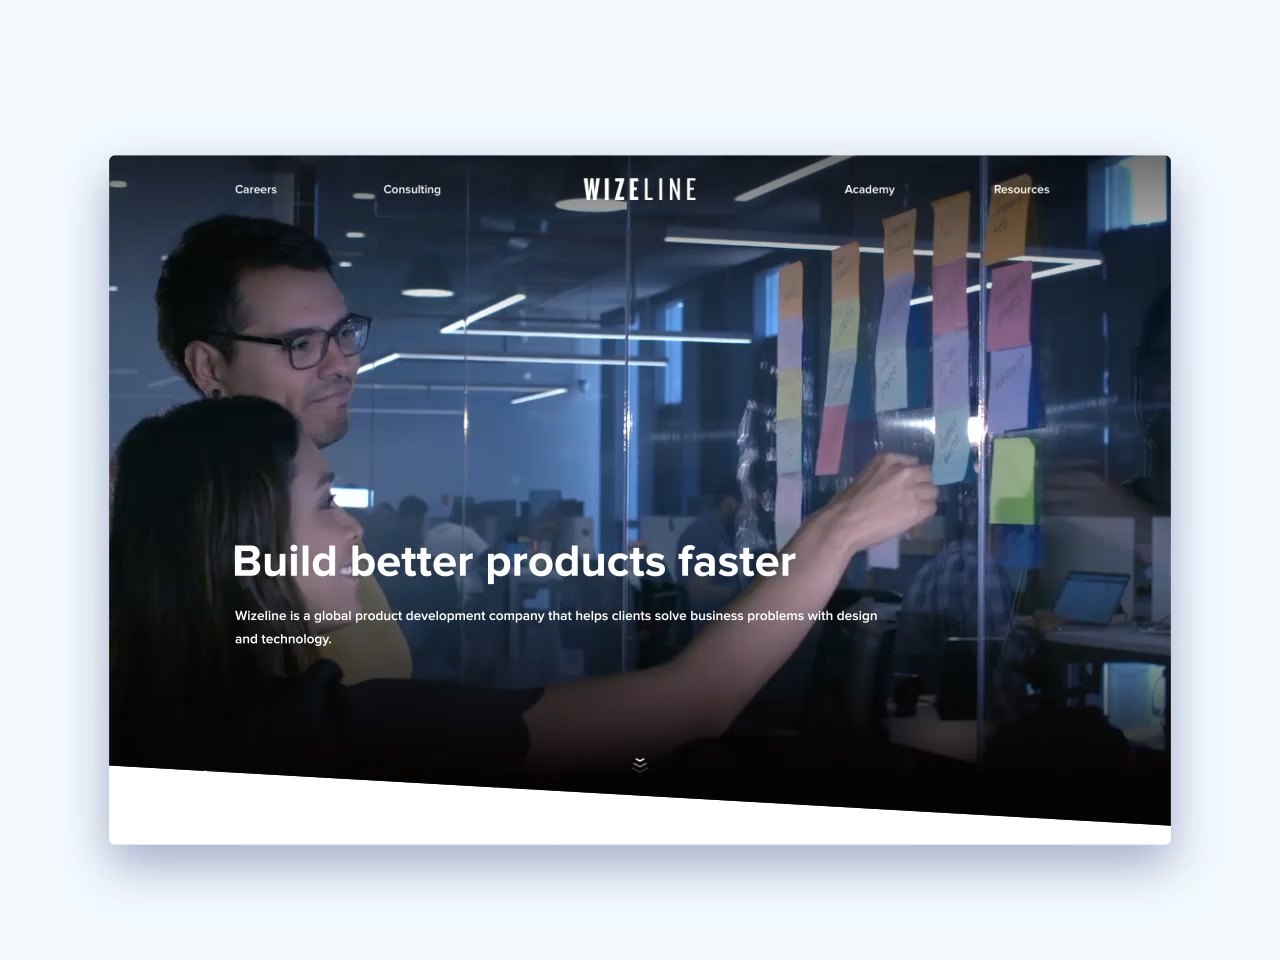 Careers
Consulting
WIZELINE
Academy
Resources
Build better products faster
Wizeline is a global product development company that helps clients solve business problems with design
and technology.